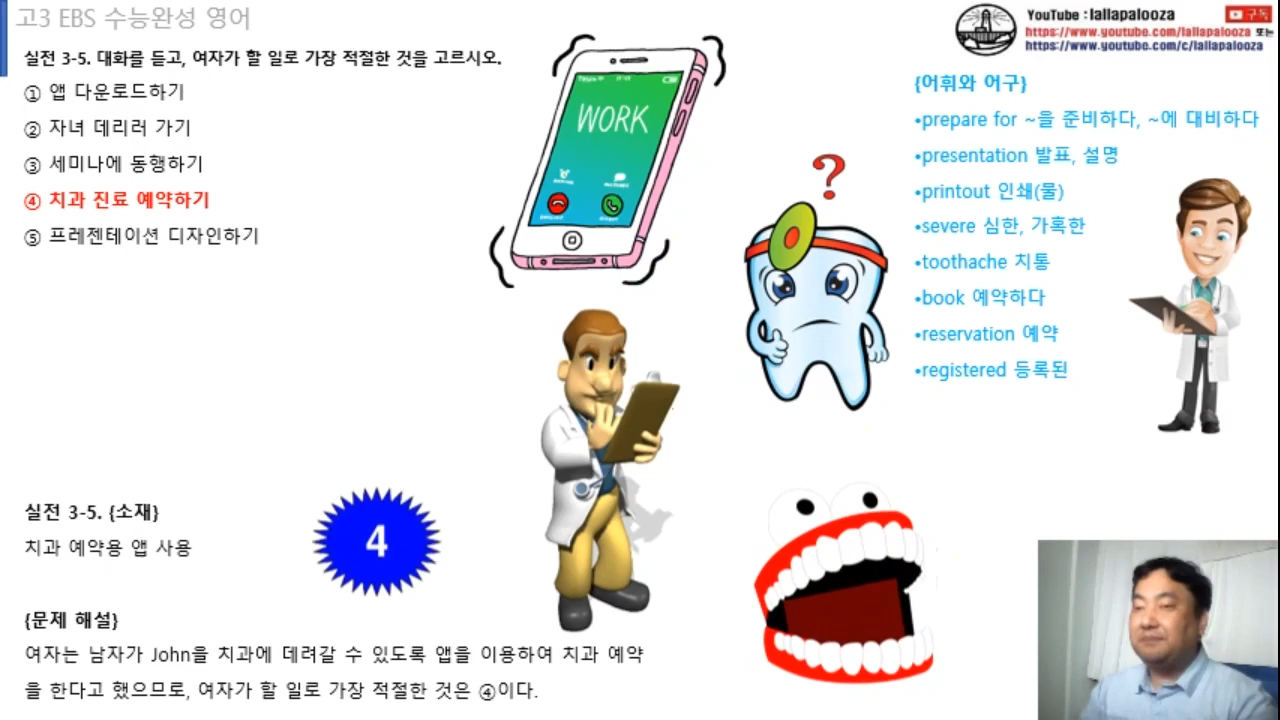 고3 EBS 수능완성 영어
YouTube : lallapalooza
구독
https://www.youtube.com/lallapalooza 또는
https://www.youtube.com/c/lallapalooza
실전 3-5. 대화를 듣고, 여자가 할 일로 가장 적절한 것을 고르시오.
① 앱 다운로드하기
② 자녀 데리러 가기
③ 세미나에 동행하기
④ 치과 진료 예약하기
⑤ 프레젠테이션 디자인하기
WORK
{어휘와 어구}
•prepare for ~을 준비하다, ~에 대비하다
•presentation 발표, 설명
•printout 인쇄(물)
•severe 심한, 가혹한
•toothache 치통
•book 예약하다
•reservation 예약
•registered 등록된
?
실전 3-5. {소재}
치과 예약용 앱 사용
4
{문제 해설}
여자는 남자가 John을 치과에 데려갈 수 있도록 앱을 이용하여 치과 예약
을 한다고 했으므로, 여자가 할 일로 가장 적절한 것은 ④이다.